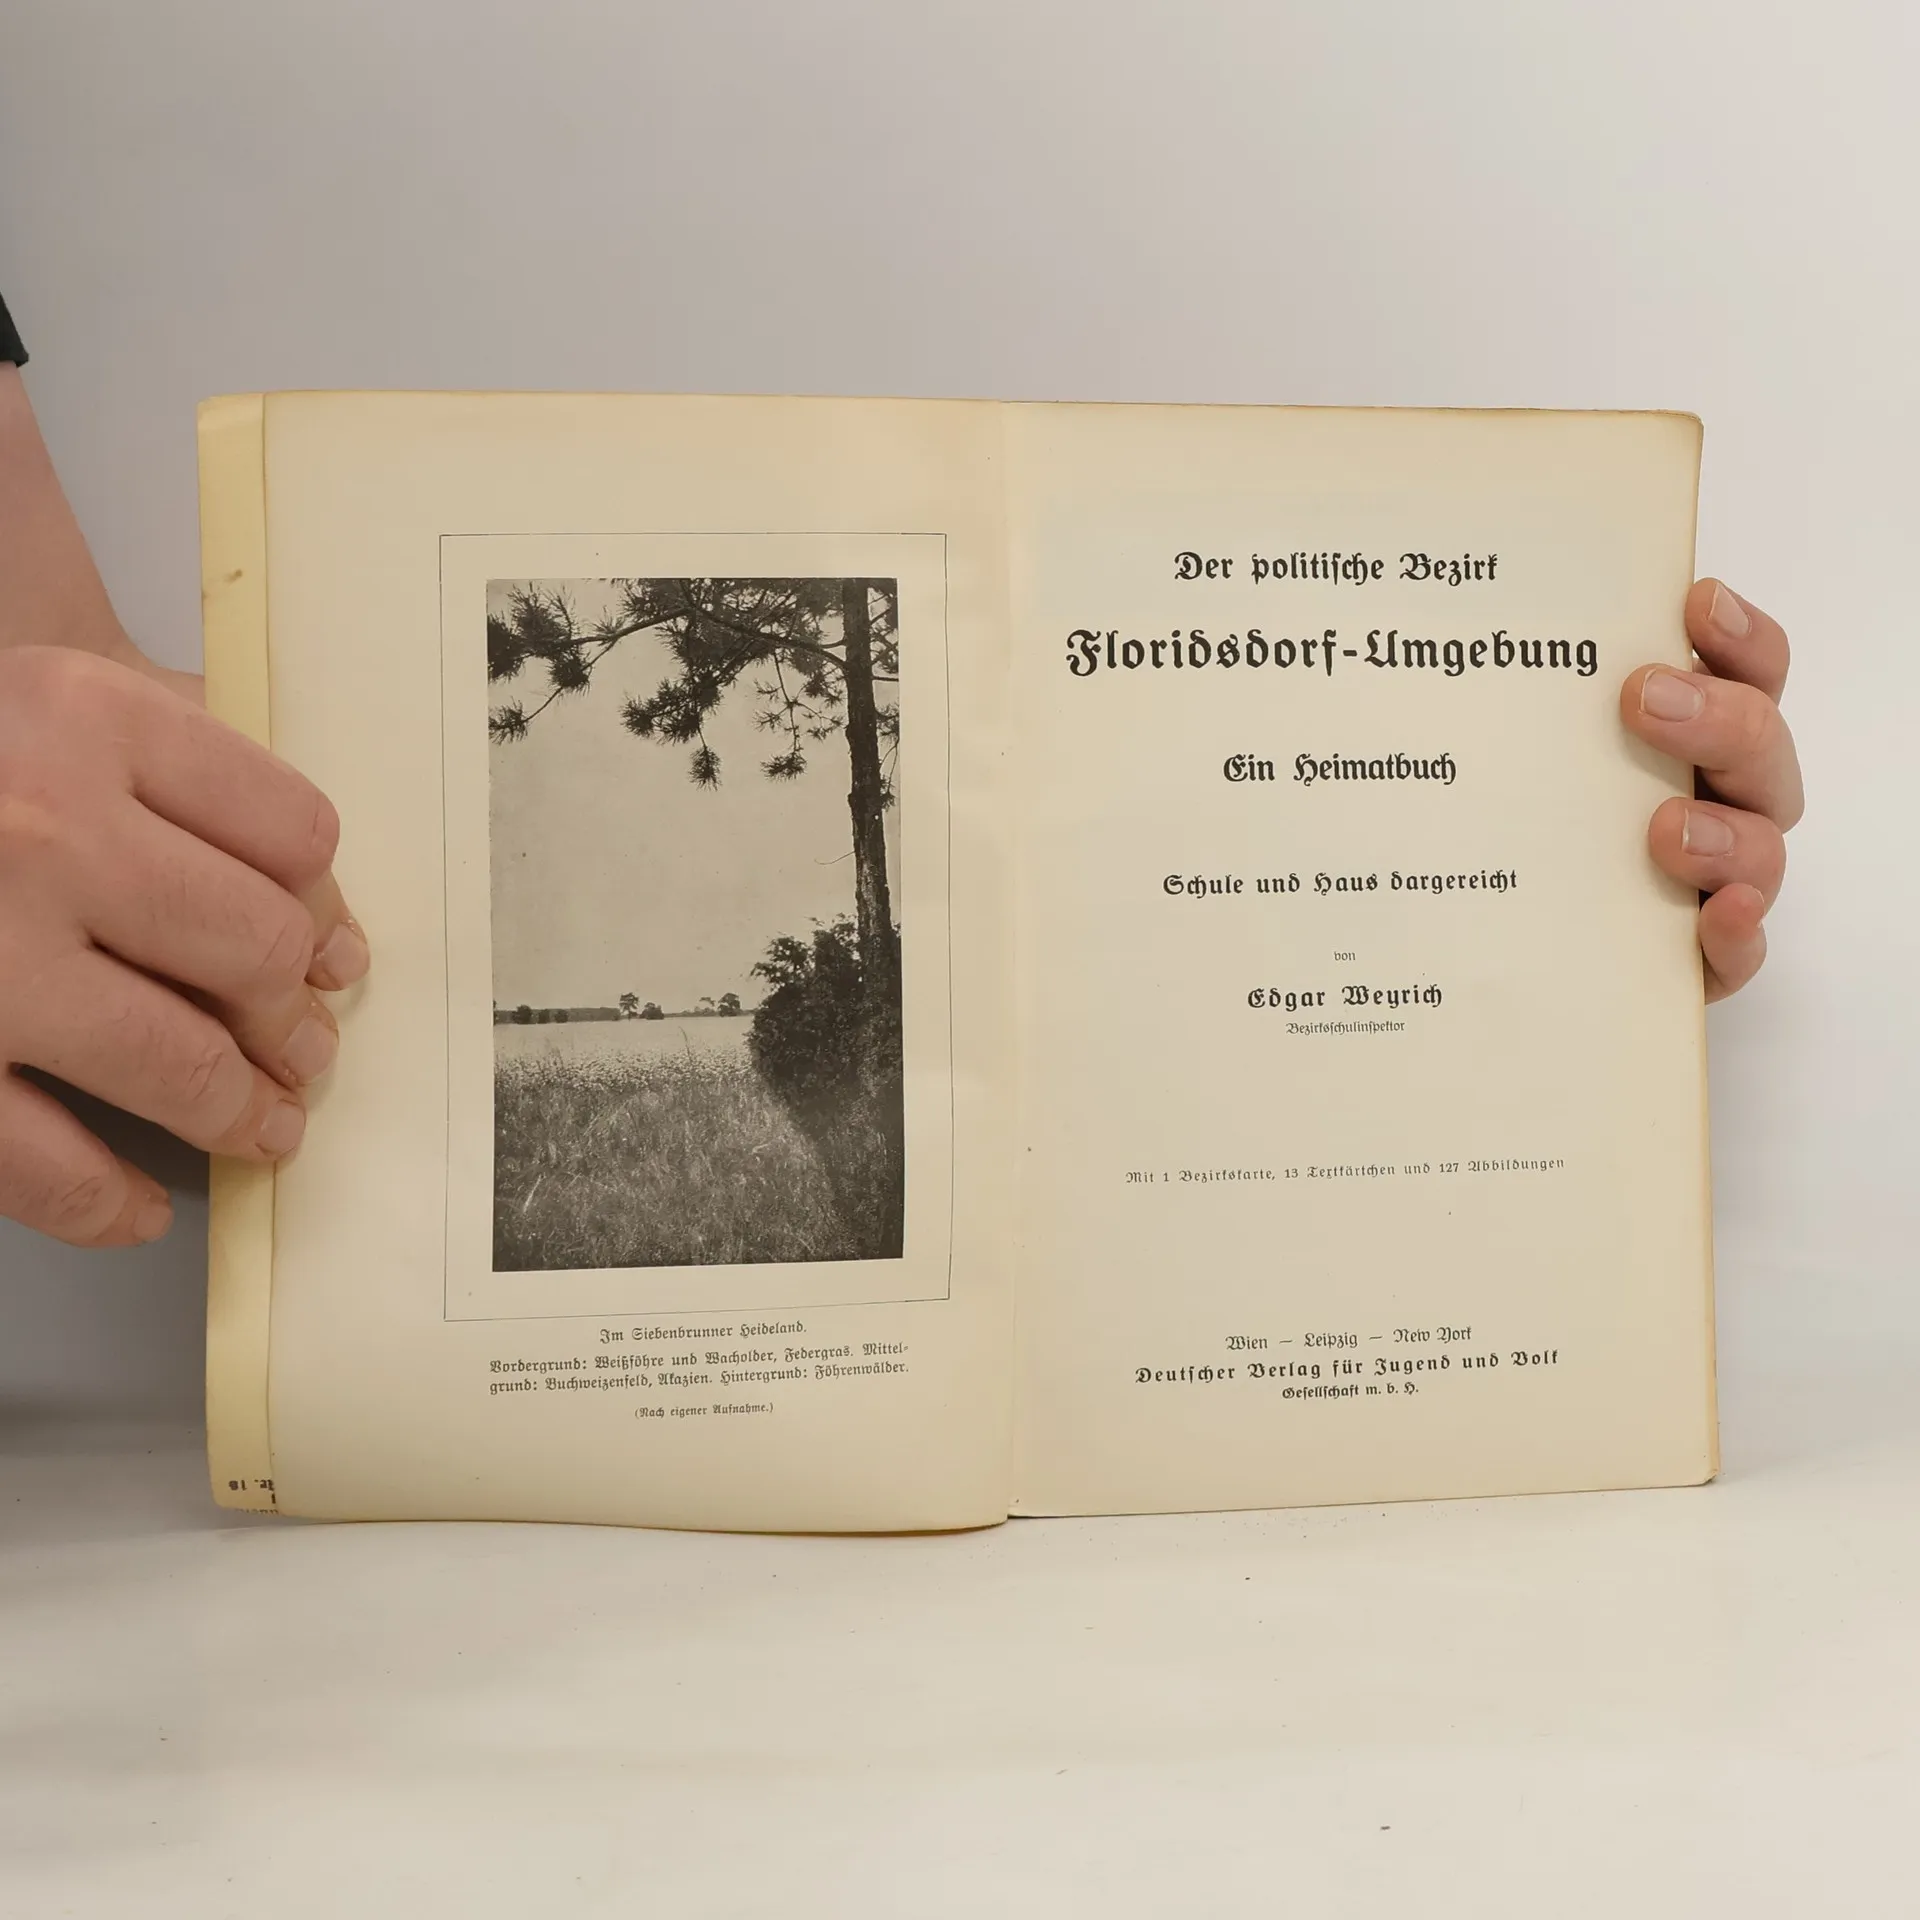 Im Siebenbrunner Heideland.
Vordergrund: Weißföhre und Wacholder, Federgras. Mittel-
grund: Buchweizenfeld, Akazien. Hintergrund: Föhrenwälder.
(Nach eigener Aufnahme.)
Der politische Bezirk
Floridsdorf-Umgebung
Ein Heimatbuch
Schule und Haus dargereicht
von
Edgar Weyrich
Bezirksschulinspektor
Mit 1 Bezirkskarte, 13 Textkärtchen und 127 Abbildungen
Wien — Leipzig — New York
Deutscher Verlag für Jugend und Volk
Gesellschaft m. b. H.